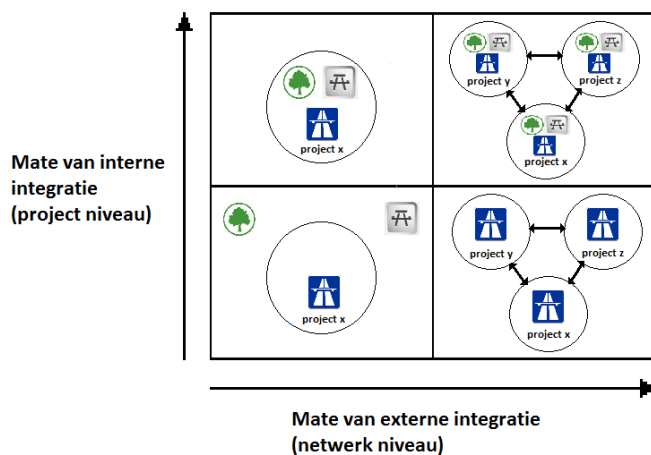 project y
project z
project x
project x
Mate van interne
integratie
(project niveau)
project y
project z
project x
project x
Mate van externe integratie
(netwerk niveau)